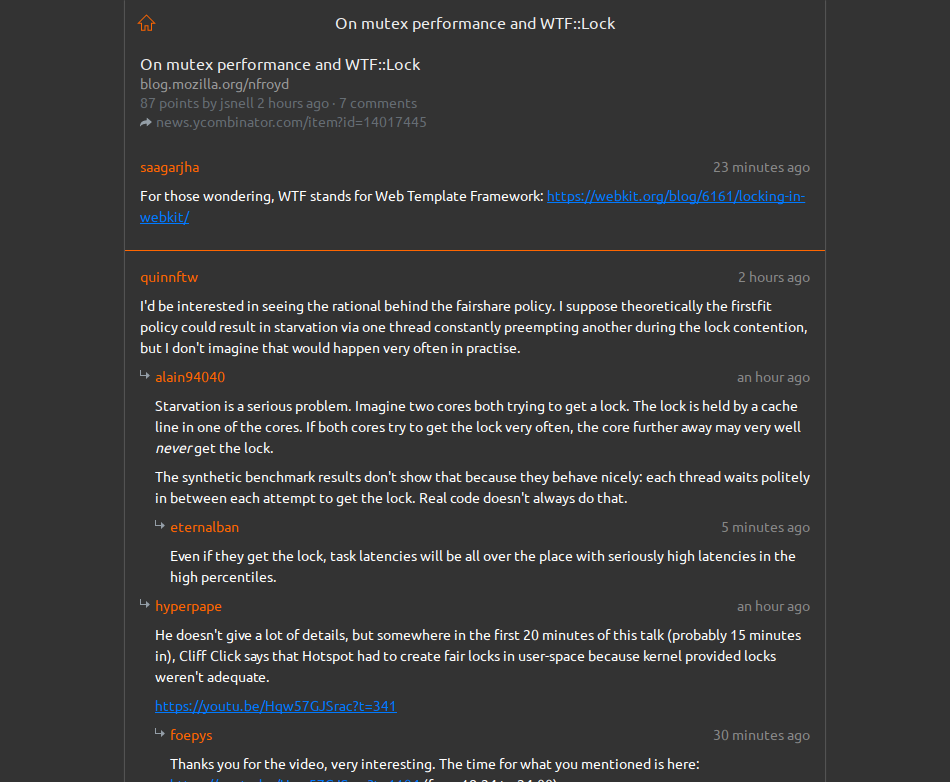 On mutex performance and WTF::Lock
On mutex performance and WTF::Lock
blog.mozilla.org/nfroyd
87 points by jsnell 2 hours ago · 7 comments
news.ycombinator.com/item?id=14017445
saagarjha 23 minutes ago
For those wondering, WTF stands for Web Template Framework: https://webkit.org/blog/6161/locking-in-
webkit/
quinnftw 2 hours ago
I'd be interested in seeing the rational behind the fairshare policy. I suppose theoretically the firstfit
policy could result in starvation via one thread constantly preempting another during the lock contention,
but I don't imagine that would happen very often in practise.
alain94040 an hour ago
Starvation is a serious problem. Imagine two cores both trying to get a lock. The lock is held by a cache
line in one of the cores. If both cores try to get the lock very often, the core further away may very well
never get the lock.
The synthetic benchmark results don't show that because they behave nicely: each thread waits politely
in between each attempt to get the lock. Real code doesn't always do that.
eternalban 5 minutes ago
Even if they get the lock, task latencies will be all over the place with seriously high latencies in the
high percentiles.
hyperpape an hour ago
He doesn't give a lot of details, but somewhere in the first 20 minutes of this talk (probably 15 minutes
in), Cliff Click says that Hotspot had to create fair locks in user-space because kernel provided locks
weren't adequate.
https://youtu.be/Hqw57GJSrac?t=341
foepys 30 minutes ago
Thanks you for the video, very interesting. The time for what you mentioned is here: